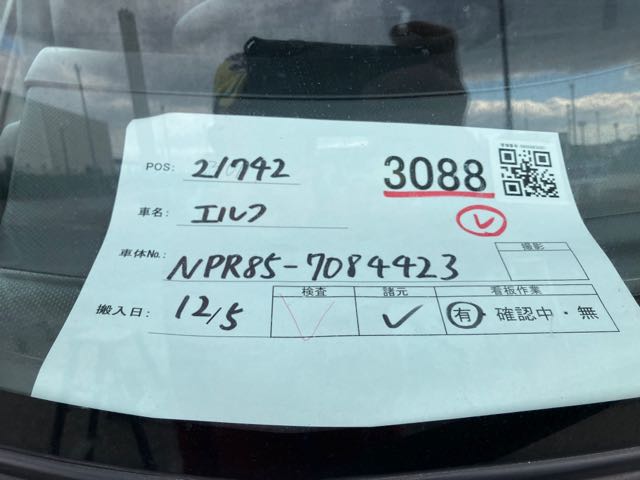 POS: 21742
3088
車名: エルフ
レ
車体No.: NPR85-7084423
撮影
搬入日: 12/5
検査 諸元 看板作業
✓ ✓ 有・確認中・無